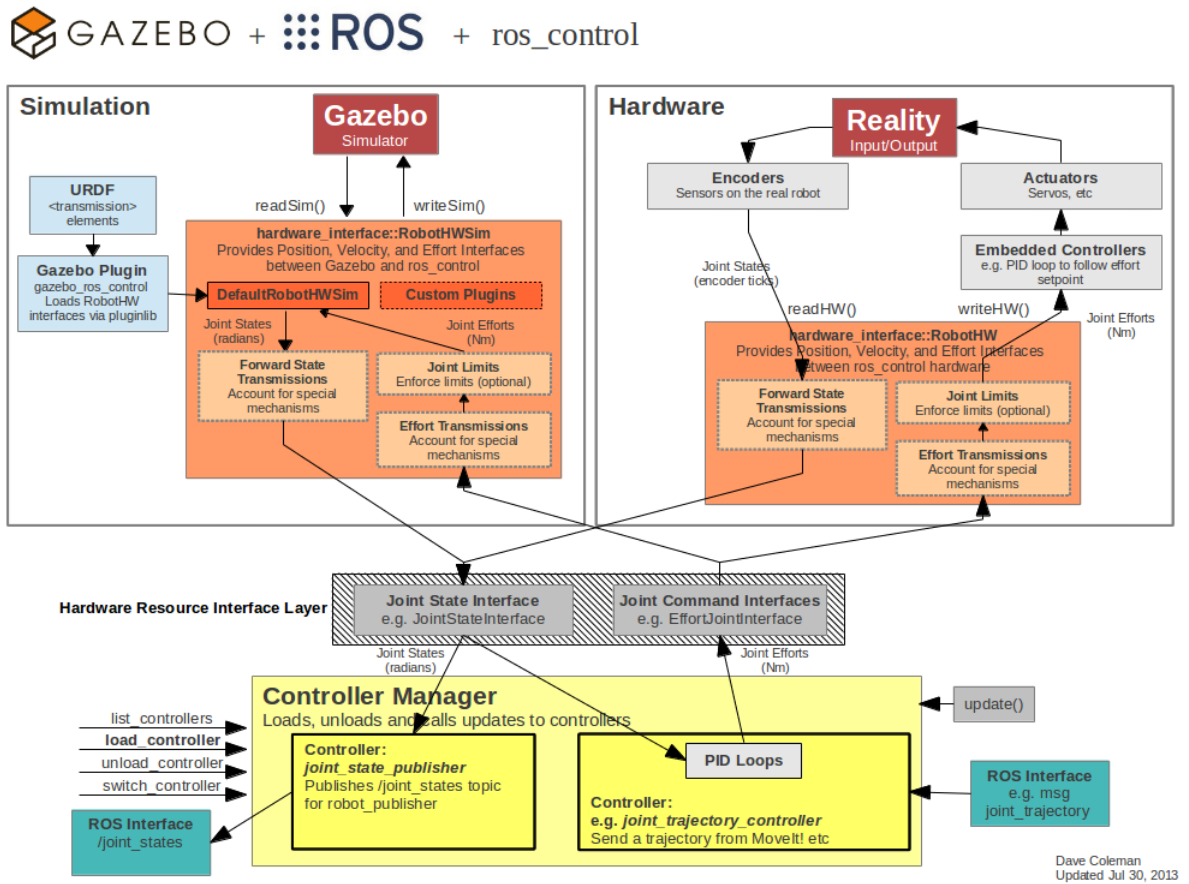 GAZEBO + ROS + ros_control
Simulation
Gazebo
Simulator
URDF
<transmission>
elements
readSim()
writeSim()
hardware_interface::RobotHWSim
Provides Position, Velocity, and Effort Interfaces
between Gazebo and ros_control
Gazebo Plugin
gazebo_ros_control
Loads RobotHW
interfaces via pluginlib
DefaultRobotHWSim
Custom Plugins
Joint States
(radians)
Joint Efforts
(Nm)
Forward State
Transmissions
Account for special
mechanisms
Joint Limits
Enforce limits (optional)
Effort Transmissions
Account for special
mechanisms
Hardware
Reality
Input/Output
Encoders
Sensors on the real robot
Actuators
Servos, etc
Embedded Controllers
e.g. PID loop to follow effort
setpoint
Joint States
(encoder ticks)
readHW()
writeHW()
Joint Efforts
(Nm)
hardware_interface::RobotHW
Provides Position, Velocity, and Effort Interfaces
between ros_control hardware
Forward State
Transmissions
Account for special
mechanisms
Joint Limits
Enforce limits (optional)
Effort Transmissions
Account for special
mechanisms
Hardware Resource Interface Layer
Joint State Interface
e.g. JointStateInterface
Joint Command Interfaces
e.g. EffortJointInterface
Joint States
(radians)
Joint Efforts
(Nm)
Controller Manager
Loads, unloads and calls updates to controllers
update()
list_controllers
load_controller
unload_controller
switch_controller
Controller:
joint_state_publisher
Publishes /joint_states topic
for robot_publisher
PID Loops
Controller:
e.g. joint_trajectory_controller
Send a trajectory from MoveIt! etc
ROS Interface
e.g. msg
joint_trajectory
ROS Interface
/joint_states
Dave Coleman
Updated Jul 30, 2013